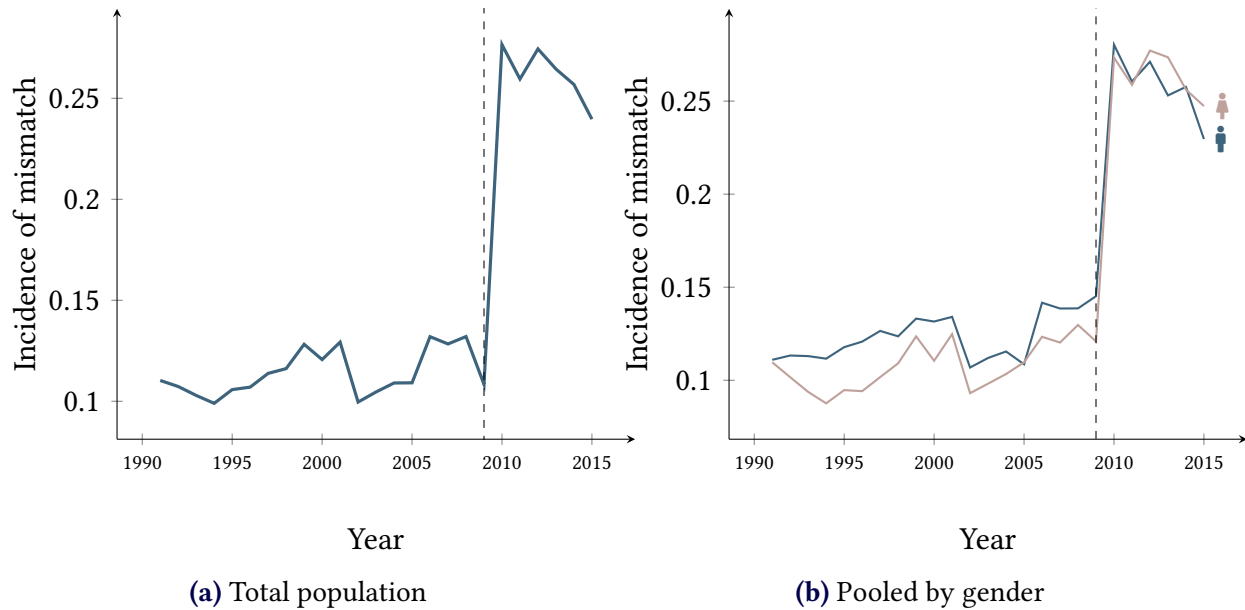 Incidence of mismatch
0.25
0.2
0.15
0.1
1990 1995 2000 2005 2010 2015
Year
(a) Total population
Incidence of mismatch
0.25
0.2
0.15
0.1
1990 1995 2000 2005 2010 2015
Year
(b) Pooled by gender